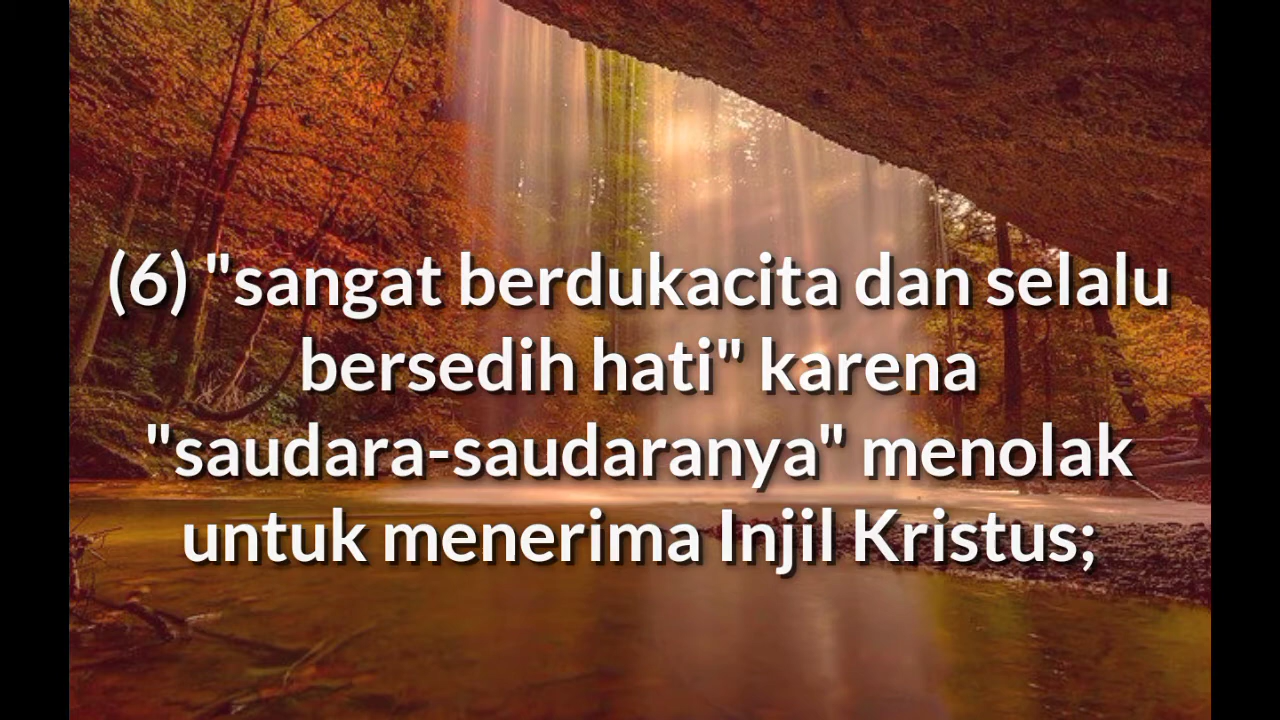 (6) "sangat berdukacita dan selalu
bersedih hati" karena
"saudara-saudaranya" menolak
untuk menerima Injil Kristus;